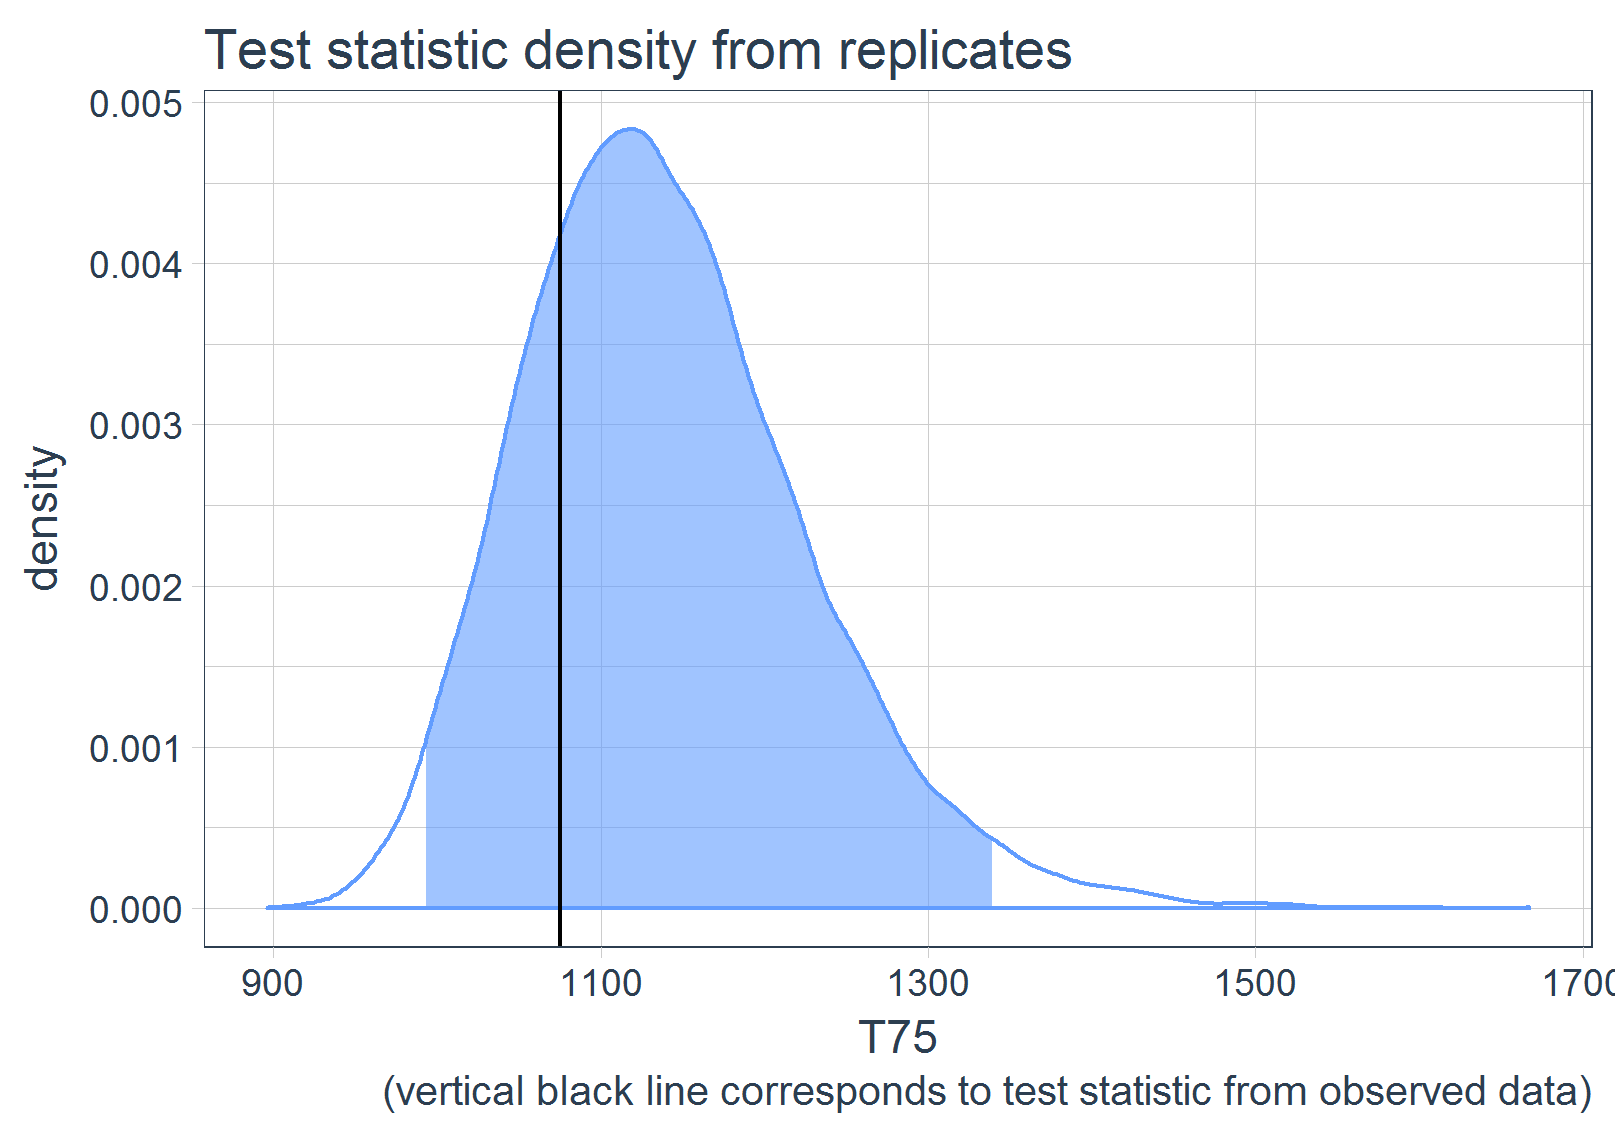 Test statistic density from replicates
0.005
0.004
0.003
0.002
0.001
0.000
density
900 1100 1300 1500 1700
T75
(vertical black line corresponds to test statistic from observed data)